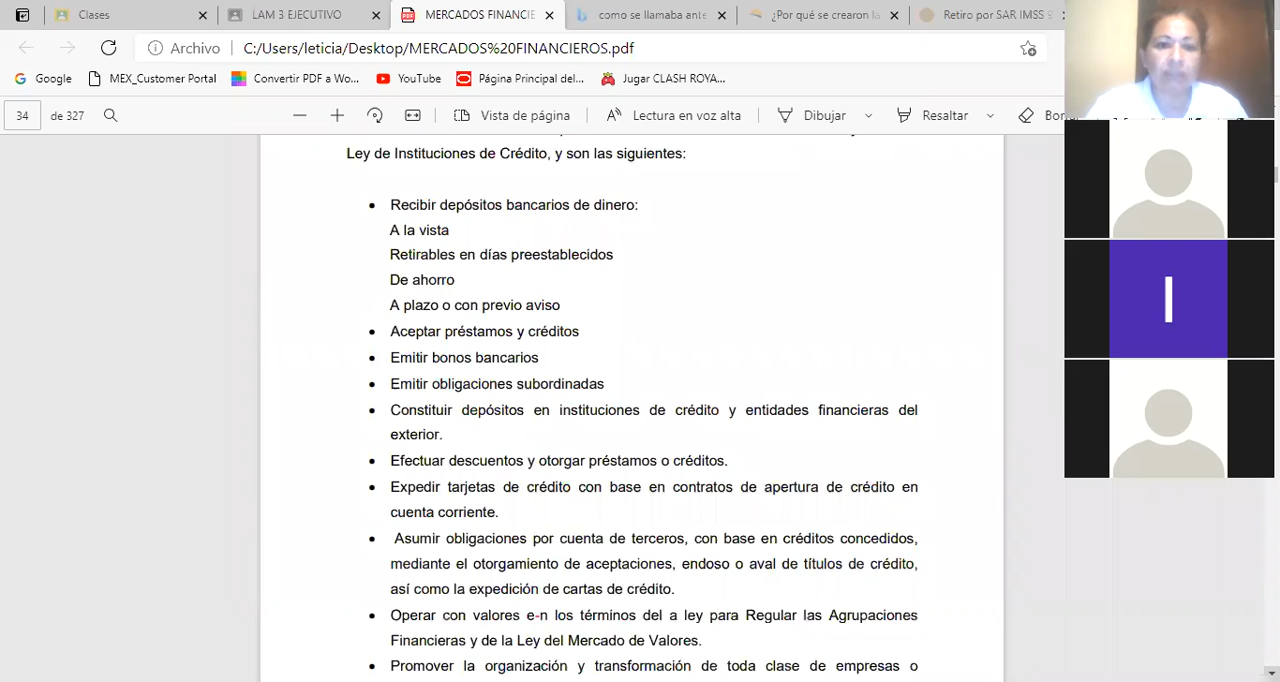 Clases
LAM 3 EJECUTIVO
MERCADOS FINANCIE
como se llamaba ante
¿Por qué se crearon la
Retiro por SAR IMSS 9
Archivo
C:/Users/leticia/Desktop/MERCADOS%20FINANCIEROS.pdf
Google
MEX_Customer Portal
Convertir PDF a Wo...
YouTube
Página Principal del...
Jugar CLASH ROYA...
34 de 327
Vista de página
Lectura en voz alta
Dibujar
Resaltar
Ley de Instituciones de Crédito, y son las siguientes:
• Recibir depósitos bancarios de dinero:
A la vista
Retirables en días preestablecidos
De ahorro
A plazo o con previo aviso
• Aceptar préstamos y créditos
• Emitir bonos bancarios
• Emitir obligaciones subordinadas
• Constituir depósitos en instituciones de crédito y entidades financieras del
exterior.
• Efectuar descuentos y otorgar préstamos o créditos.
• Expedir tarjetas de crédito con base en contratos de apertura de crédito en
cuenta corriente.
• Asumir obligaciones por cuenta de terceros, con base en créditos concedidos,
mediante el otorgamiento de aceptaciones, endoso o aval de títulos de crédito,
así como la expedición de cartas de crédito.
• Operar con valores e-n los términos del a ley para Regular las Agrupaciones
Financieras y de la Ley del Mercado de Valores.
• Promover la organización y transformación de toda clase de empresas o
I